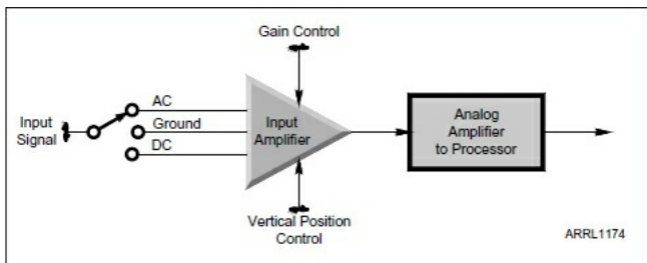 Gain Control
AC
Input
Signal
Ground
DC
Input
Amplifier
Analog
Amplifier
to Processor
Vertical Position
Control
ARRL1174